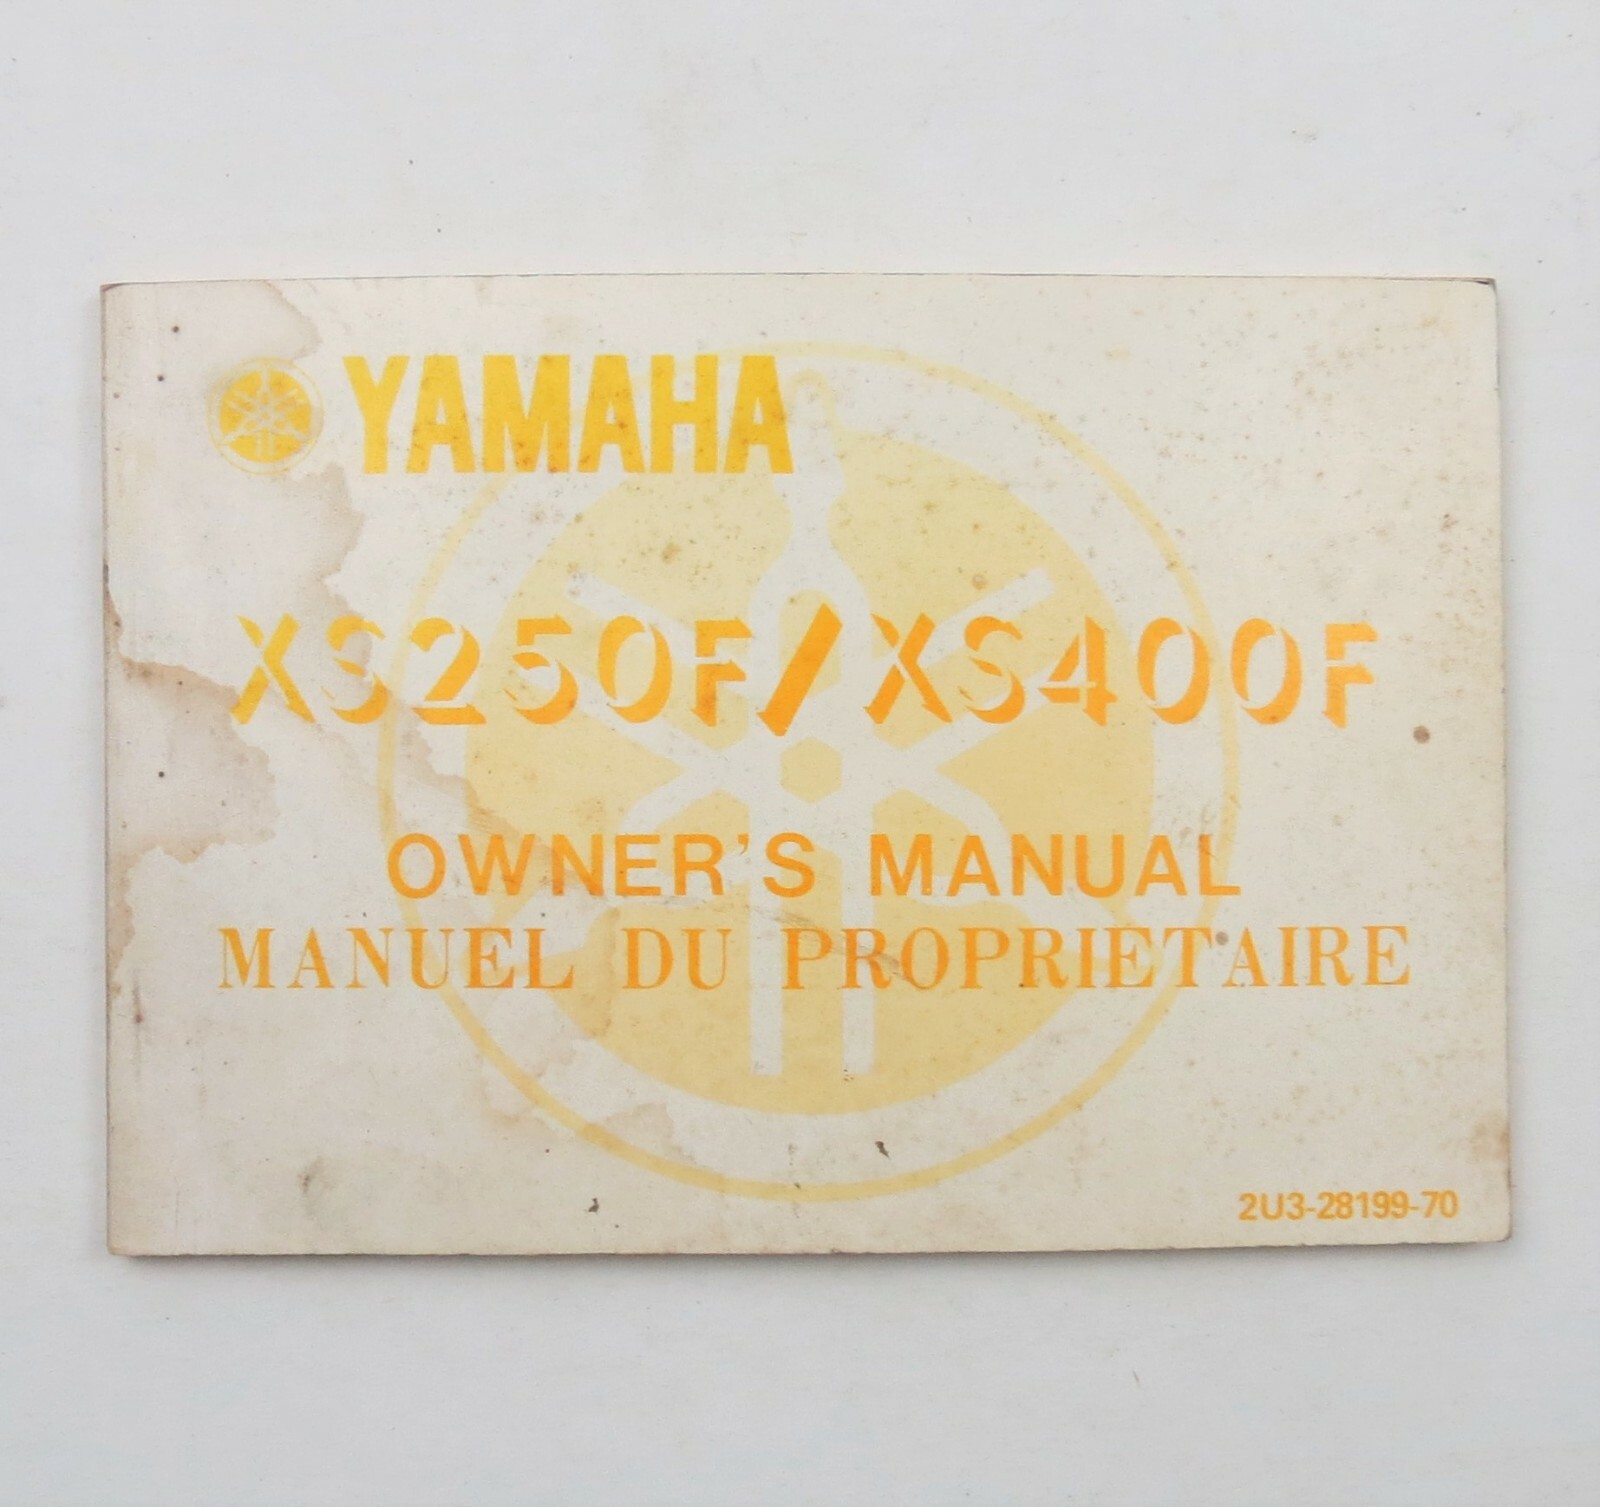 YAMAHA
XS250F/XS400F
OWNER'S MANUAL
MANUEL DU PROPRIETAIRE
2U3-28199-70